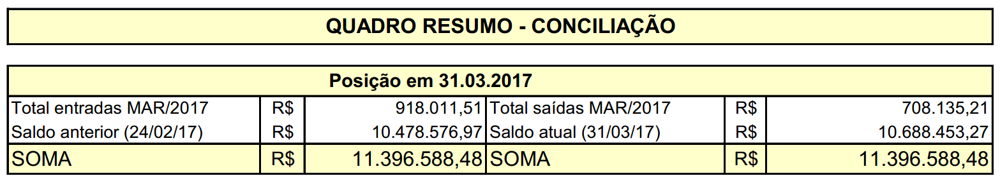 QUADRO RESUMO - CONCILIAÇÃO
Posição em 31.03.2017
Total entradas MAR/2017 R$ 918.011,51 Total saídas MAR/2017 R$ 708.135,21
Saldo anterior (24/02/17) R$ 10.478.576,97 Saldo atual (31/03/17) R$ 10.688.453,27
SOMA R$ 11.396.588,48 SOMA R$ 11.396.588,48